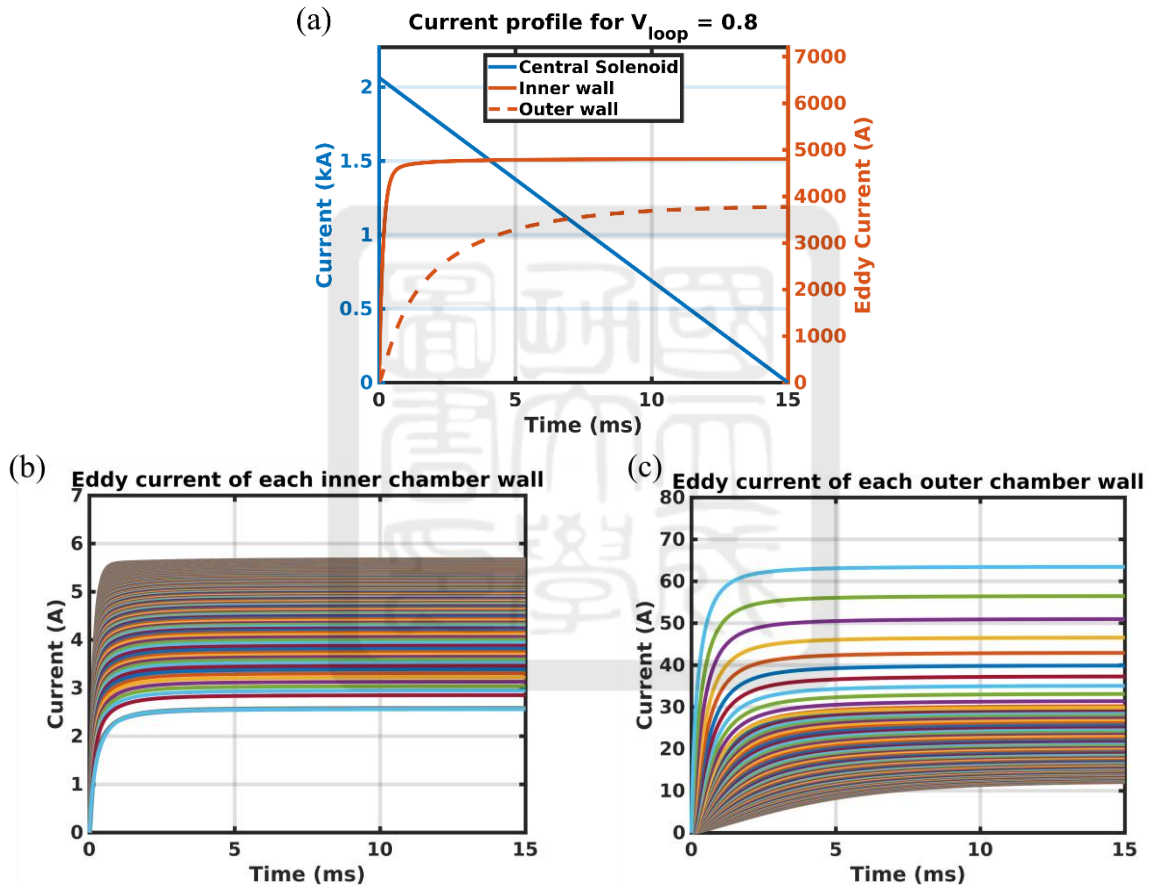 (a)
Current profile for V_loop = 0.8
Central Solenoid
Inner wall
Outer wall
Current (kA)
2
1.5
1
0.5
0
Eddy Current (A)
7000
6000
5000
4000
3000
2000
1000
0
0 5 10 15
Time (ms)
(b)
Eddy current of each inner chamber wall
Current (A)
7
6
5
4
3
2
1
0
0 5 10 15
Time (ms)
(c)
Eddy current of each outer chamber wall
Current (A)
80
70
60
50
40
30
20
10
0
0 5 10 15
Time (ms)